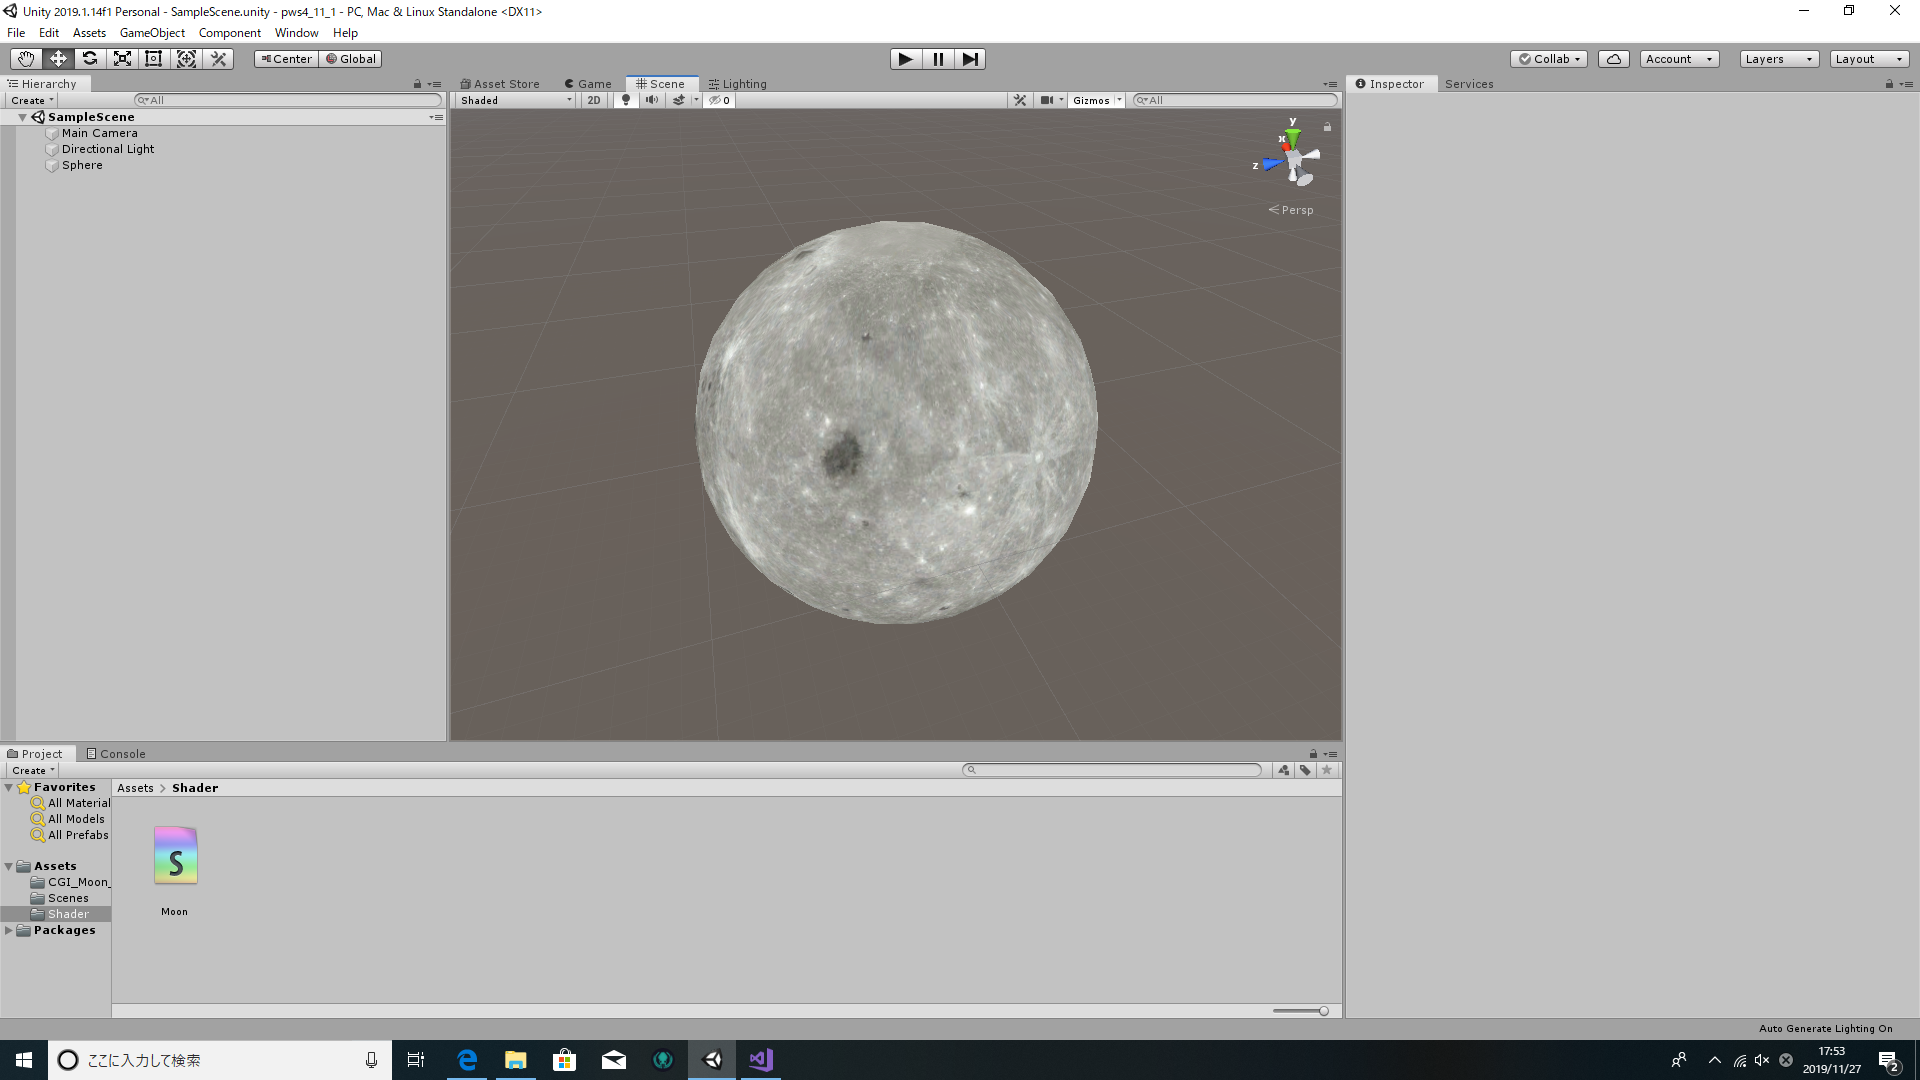 Unity 2019.1.14f1 Personal - SampleScene.unity - pws4_11_1 - PC, Mac & Linux Standalone <DX11>
File Edit Assets GameObject Component Window Help
Center Global
Collab Account Layers Layout
Hierarchy
Asset Store Game Scene Lighting
Inspector Services
Create All
Shaded 2D 0 Gizmos All
SampleScene
Main Camera
Directional Light
Sphere
y
x
z
Persp
Project Console
Create
Favorites
All Material
All Models
All Prefabs
Assets
CGI_Moon_
Scenes
Shader
Packages
Assets > Shader
S
Moon
Auto Generate Lighting On
ここに入力して検索
17:53
2019/11/27
2